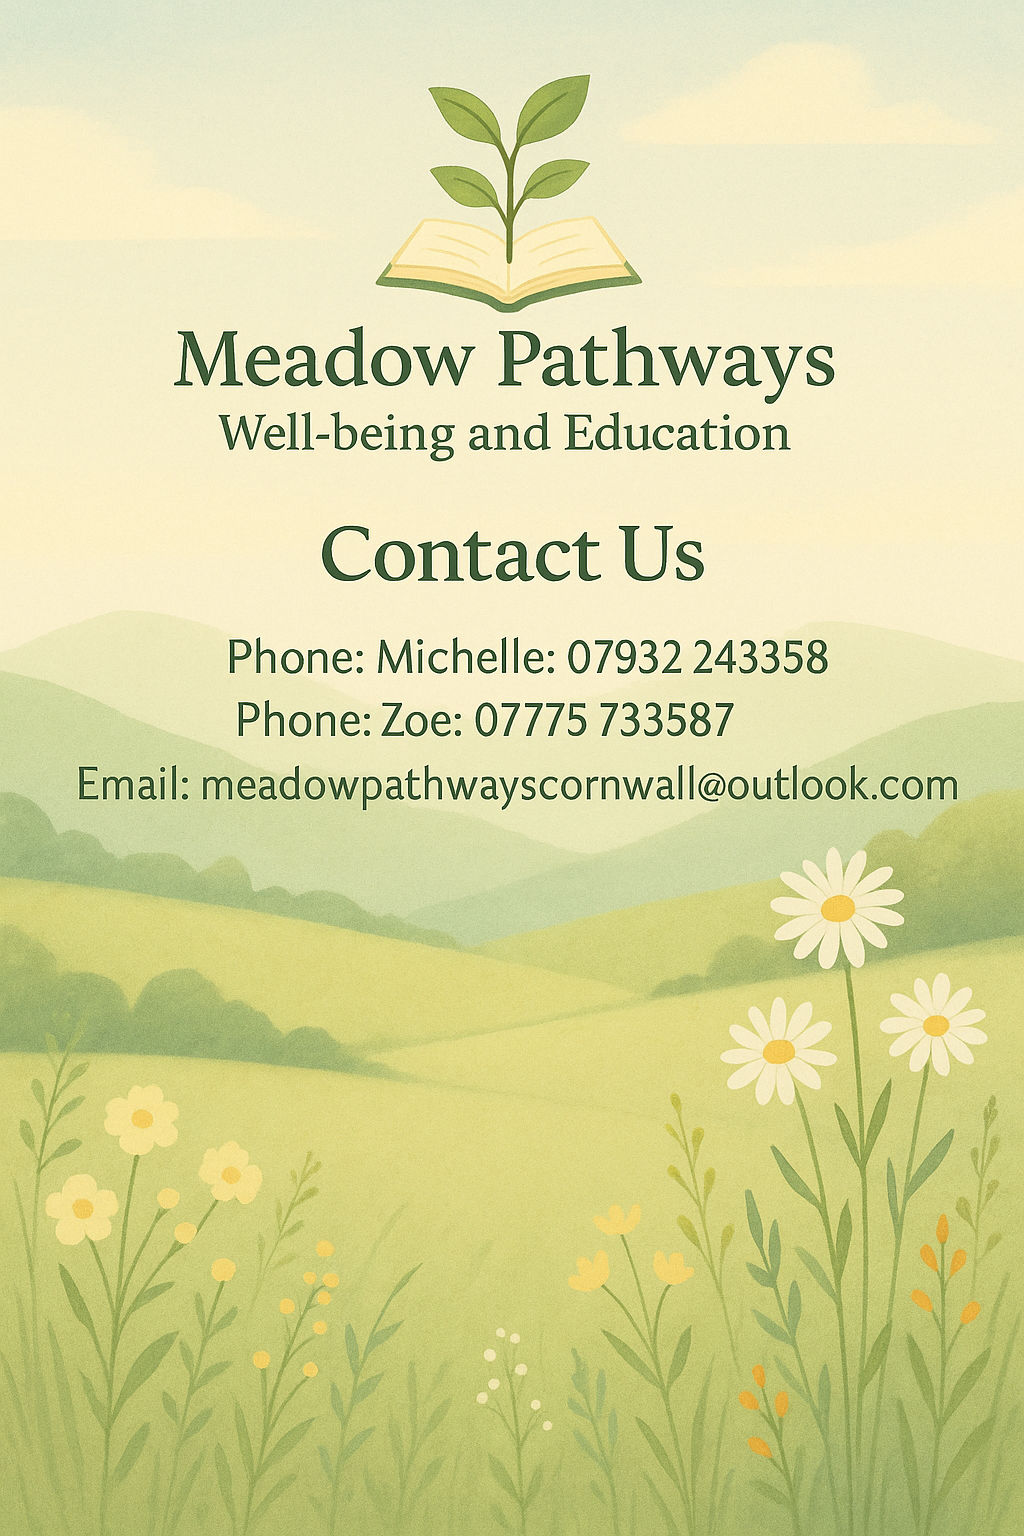 Meadow Pathways
Well-being and Education
Contact Us
Phone: Michelle: 07932 243358
Phone: Zoe: 07775 733587
Email: meadowpathwayscornwall@outlook.com